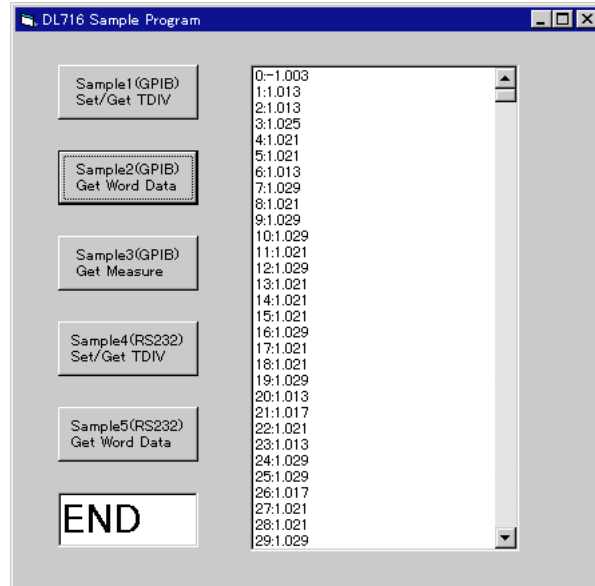 DL716 Sample Program
Sample1(GPIB)
Set/Get TDIV
Sample2(GPIB)
Get Word Data
Sample3(GPIB)
Get Measure
Sample4(RS232)
Set/Get TDIV
Sample5(RS232)
Get Word Data
END
0:-1.003
1:1.013
2:1.013
3:1.025
4:1.021
5:1.021
6:1.013
7:1.029
8:1.021
9:1.029
10:1.029
11:1.021
12:1.029
13:1.021
14:1.021
15:1.021
16:1.029
17:1.021
18:1.021
19:1.029
20:1.013
21:1.017
22:1.021
23:1.013
24:1.029
25:1.029
26:1.017
27:1.021
28:1.021
29:1.029